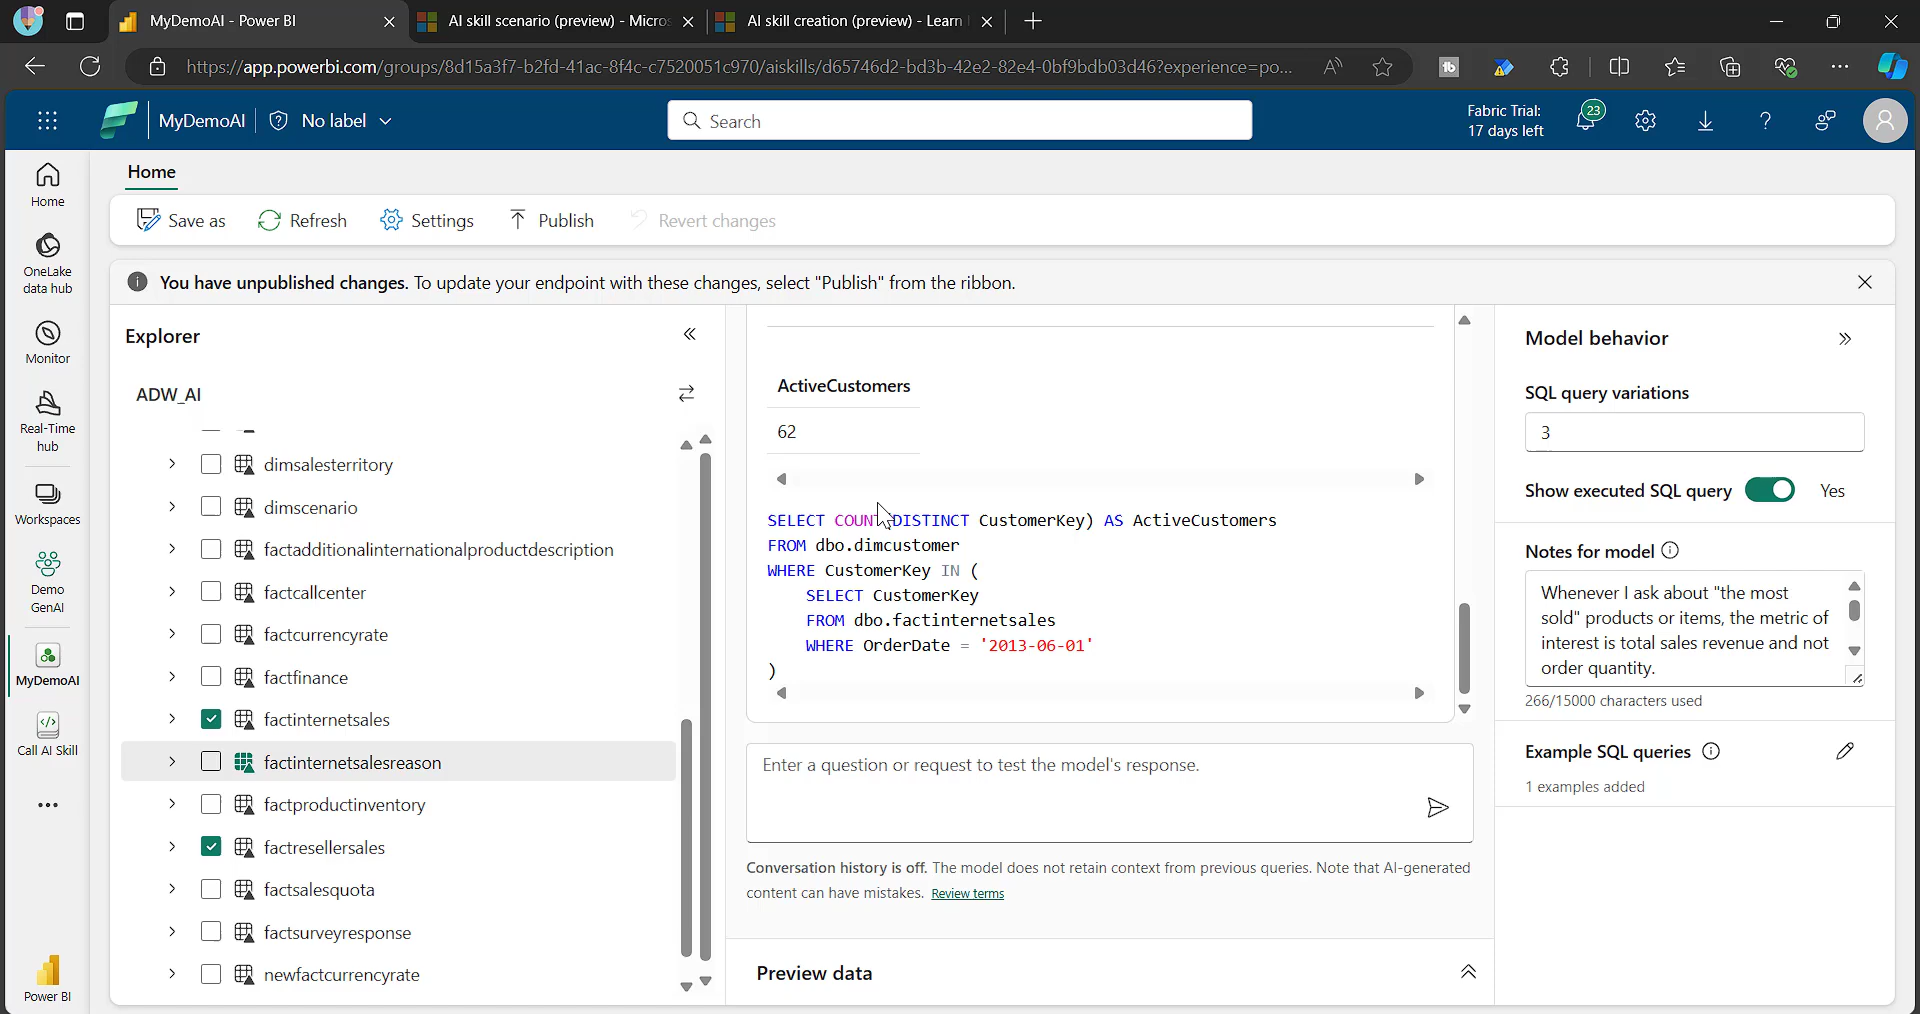 MyDemoAI - Power BI
AI skill scenario (preview) - Micros
AI skill creation (preview) - Learn
https://app.powerbi.com/groups/8d15a3f7-b2fd-41ac-8f4c-c7520051c970/aiskills/d65746d2-bd3b-42e2-82e4-0bf9bdb03d46?experience=po...
MyDemoAI
No label
Search
Fabric Trial:
17 days left
23
Home
OneLake
data hub
Monitor
Real-Time
hub
Workspaces
Demo
GenAI
MyDemoAI
Call AI Skill
Power BI
Home
Save as
Refresh
Settings
Publish
Revert changes
You have unpublished changes. To update your endpoint with these changes, select "Publish" from the ribbon.
Explorer
ADW_AI
dimsalesterritory
dimscenario
factadditionalinternationalproductdescription
factcallcenter
factcurrencyrate
factfinance
factinternetsales
factinternetsalesreason
factproductinventory
factresellersales
factsalesquota
factsurveyresponse
newfactcurrencyrate
ActiveCustomers
62
SELECT COUNT(DISTINCT CustomerKey) AS ActiveCustomers
FROM dbo.dimcustomer
WHERE CustomerKey IN (
SELECT CustomerKey
FROM dbo.factinternetsales
WHERE OrderDate = '2013-06-01'
)
Enter a question or request to test the model's response.
Conversation history is off. The model does not retain context from previous queries. Note that AI-generated
content can have mistakes. Review terms
Preview data
Model behavior
SQL query variations
3
Show executed SQL query
Yes
Notes for model
Whenever I ask about "the most
sold" products or items, the metric of
interest is total sales revenue and not
order quantity.
266/15000 characters used
Example SQL queries
1 examples added